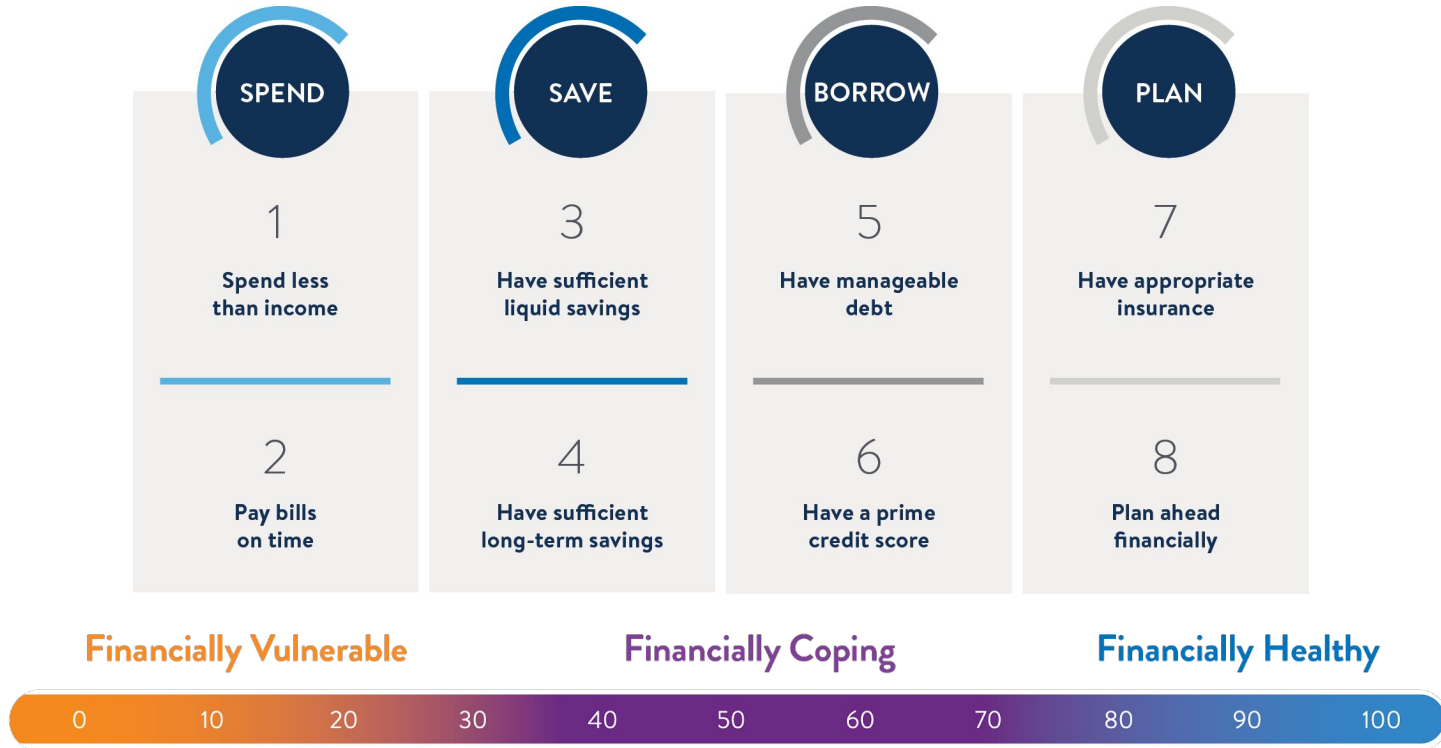 SPEND
SAVE
BORROW
PLAN
1
Spend less
than income
3
Have sufficient
liquid savings
5
Have manageable
debt
7
Have appropriate
insurance
2
Pay bills
on time
4
Have sufficient
long-term savings
6
Have a prime
credit score
8
Plan ahead
financially
Financially Vulnerable
Financially Coping
Financially Healthy
0 10 20 30 40 50 60 70 80 90 100